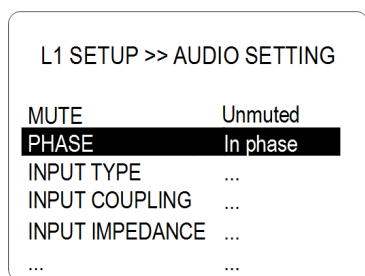 L1 SETUP >> AUDIO SETTING
MUTE Unmuted
PHASE In phase
INPUT TYPE ...
INPUT COUPLING ...
INPUT IMPEDANCE ...
... ...